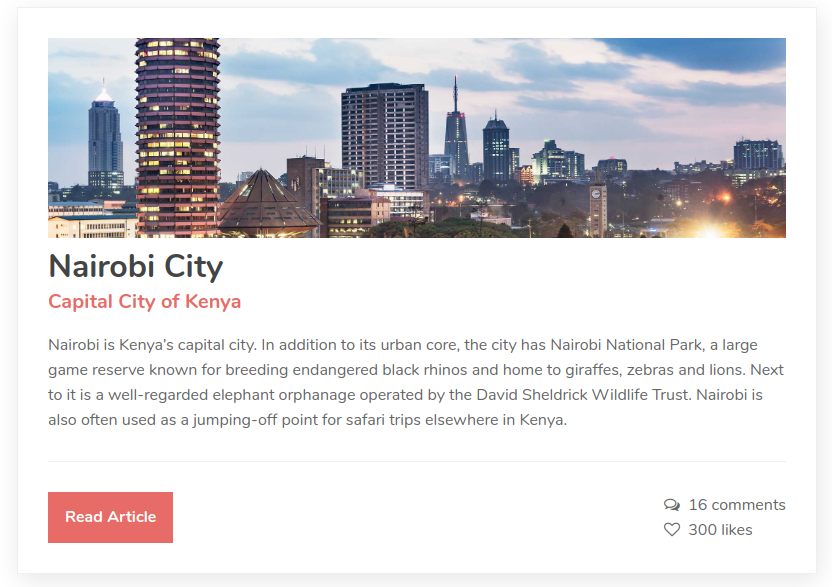 Nairobi City
Capital City of Kenya
Nairobi is Kenya’s capital city. In addition to its urban core, the city has Nairobi National Park, a large
game reserve known for breeding endangered black rhinos and home to giraffes, zebras and lions. Next
to it is a well-regarded elephant orphanage operated by the David Sheldrick Wildlife Trust. Nairobi is
also often used as a jumping-off point for safari trips elsewhere in Kenya.
Read Article
16 comments
300 likes